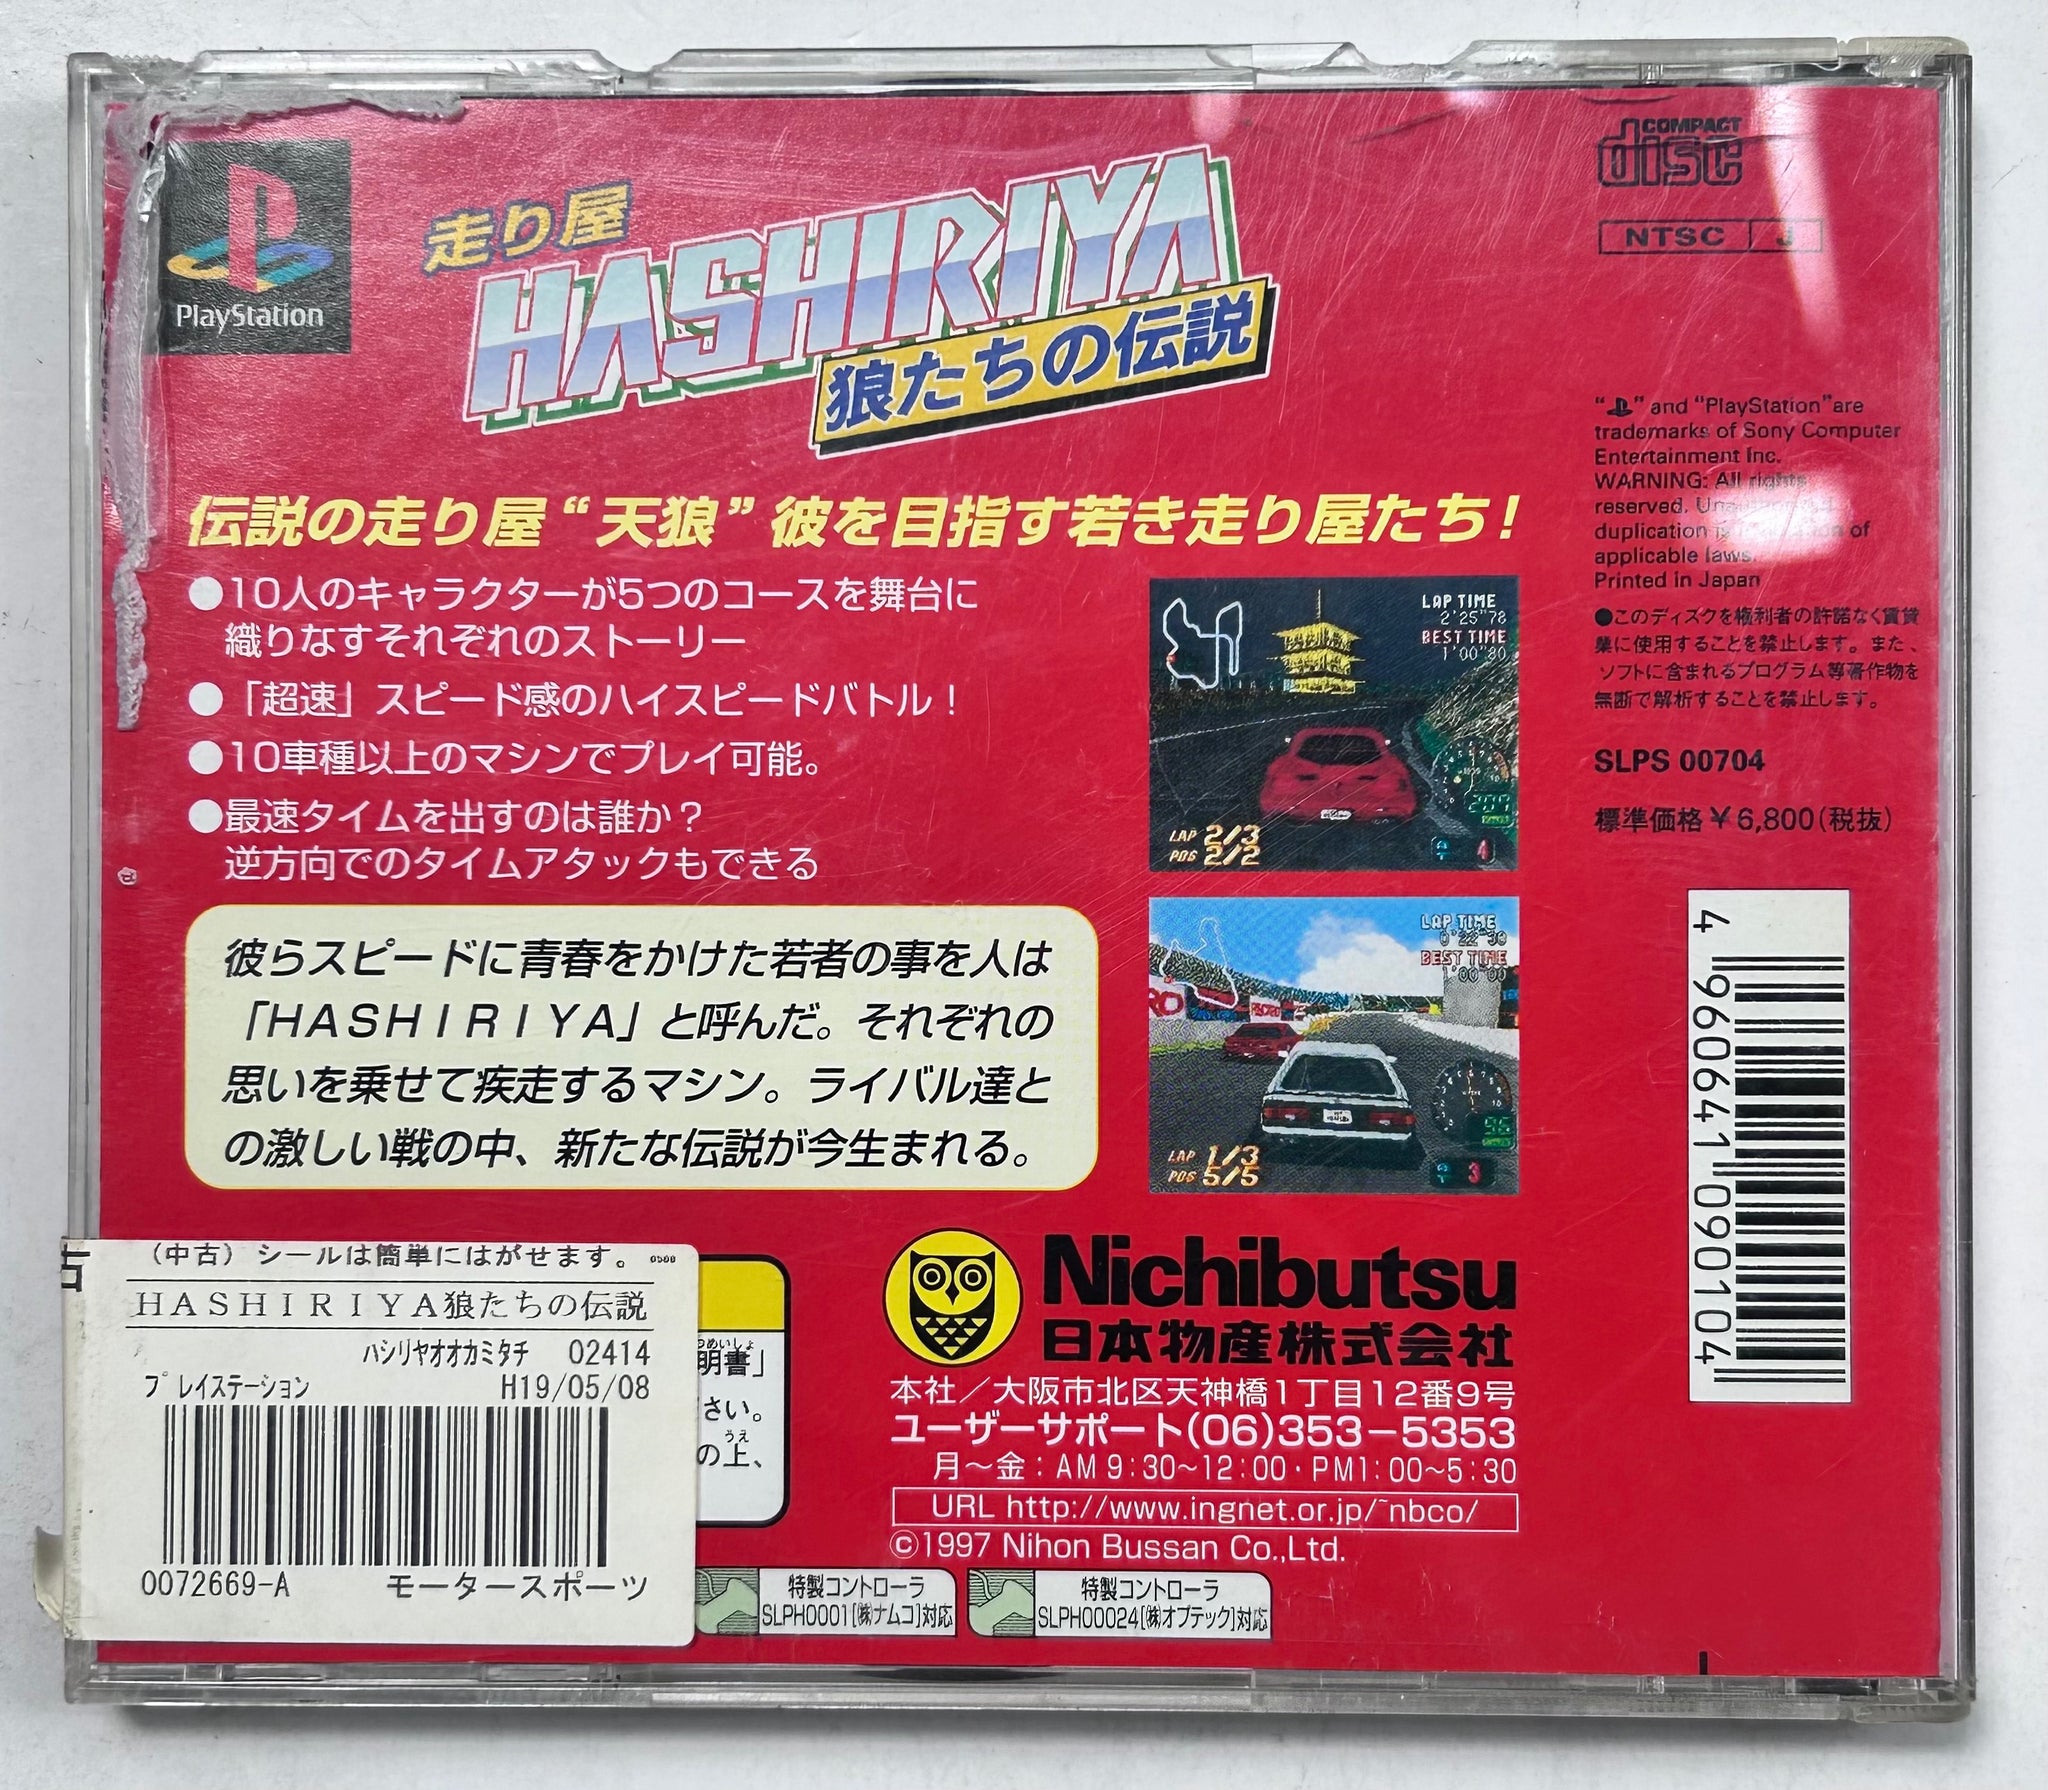 PlayStation
走り屋
HASHIRIYA
狼たちの伝説
COMPACT
disc
NTSC J
伝説の走り屋“天狼”彼を目指す若き走り屋たち！
●10人のキャラクターが5つのコースを舞台に
織りなすそれぞれのストーリー
●「超速」スピード感のハイスピードバトル！
●10車種以上のマシンでプレイ可能。
●最速タイムを出すのは誰か？
逆方向でのタイムアタックもできる
彼らスピードに青春をかけた若者の事を人は
「HASHIRIYA」と呼んだ。それぞれの
思いを乗せて疾走するマシン。ライバル達と
の激しい戦の中、新たな伝説が今生まれる。
LAP TIME
2'25"78
BEST TIME
1'00"80
LAP 2/3
POS 2/2
4
LAP TIME
0'22"
BEST TIME
1'00"00
LAP 1/3
POS 5/5
3
“ ” and “PlayStation”are
trademarks of Sony Computer
Entertainment Inc.
WARNING: All rights
reserved.
duplication of
applicable laws.
Printed in Japan
●このディスクを権利者の許諾なく賃貸
業に使用することを禁止します。また、
ソフトに含まれるプログラム等著作物を
無断で解析することを禁止します。
SLPS 00704
標準価格￥6,800(税抜)
4 960641 090104
Nichibutsu
日本物産株式会社
本社／大阪市北区天神橋1丁目12番9号
ユーザーサポート(06)353−5353
月〜金：AM9:30〜12:00・PM1:00〜5:30
URL http://www.ingnet.or.jp/~nbco/
©1997 Nihon Bussan Co.,Ltd.
明書」
さい。
うえ
の上、
特製コントローラ
SLPH0001[㈱ナムコ]対応
特製コントローラ
SLPH00024[㈱オプテック]対応
（中古）シールは簡単にはがせます。
ＨＡＳＨＩＲＩＹＡ狼たちの伝説
ﾊｼﾘﾔｵｵｶﾐﾀﾁ 02414
ﾌﾟﾚｲｽﾃｰｼｮﾝ H19/05/08
0072669-A モータースポーツ